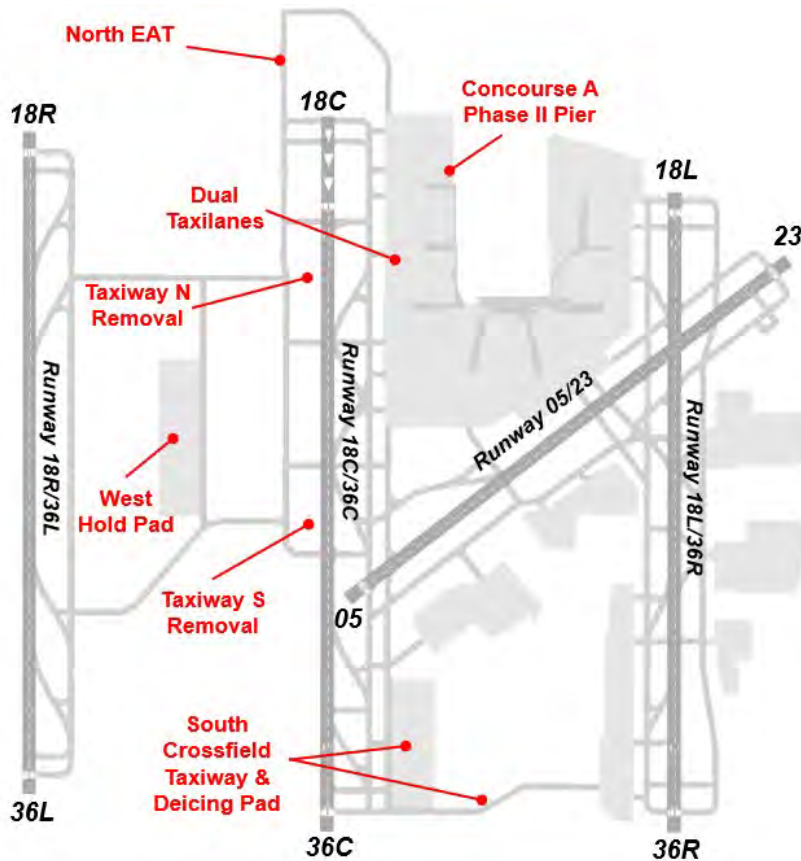 North EAT
18R
18C
Concourse A
Phase II Pier
18L
Dual
Taxilanes
23
Taxiway N
Removal
Runway 18R/36L
Runway 18C/36C
Runway 05/23
Runway 18L/36R
West
Hold Pad
Taxiway S
Removal
05
South
Crossfield
Taxiway &
Deicing Pad
36L
36C
36R